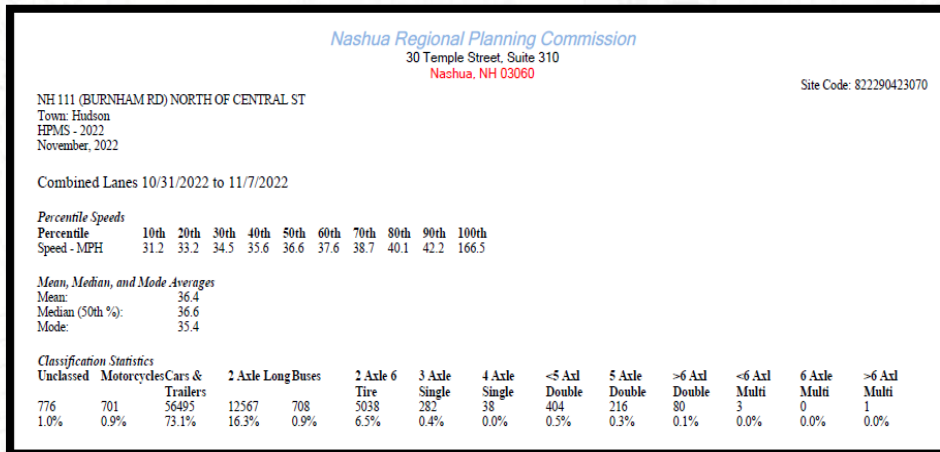 Nashua Regional Planning Commission
30 Temple Street, Suite 310
Nashua, NH 03060
Site Code: 822290423070
NH 111 (BURNHAM RD) NORTH OF CENTRAL ST
Town: Hudson
HPMS - 2022
November, 2022
Combined Lanes 10/31/2022 to 11/7/2022
Percentile Speeds
Percentile 10th 20th 30th 40th 50th 60th 70th 80th 90th 100th
Speed - MPH 31.2 33.2 34.5 35.6 36.6 37.6 38.7 40.1 42.2 166.5
Mean, Median, and Mode Averages
Mean: 36.4
Median (50th %): 36.6
Mode: 35.4
Classification Statistics
Unclassed Motorcycles Cars & 2 Axle Long Buses 2 Axle 6 3 Axle 4 Axle <5 Axl 5 Axle >6 Axl <6 Axl 6 Axle >6 Axl
Trailers Tire Single Single Double Double Double Multi Multi Multi
776 701 56495 12567 708 5038 282 38 404 216 80 3 0 1
1.0% 0.9% 73.1% 16.3% 0.9% 6.5% 0.4% 0.0% 0.5% 0.3% 0.1% 0.0% 0.0% 0.0%